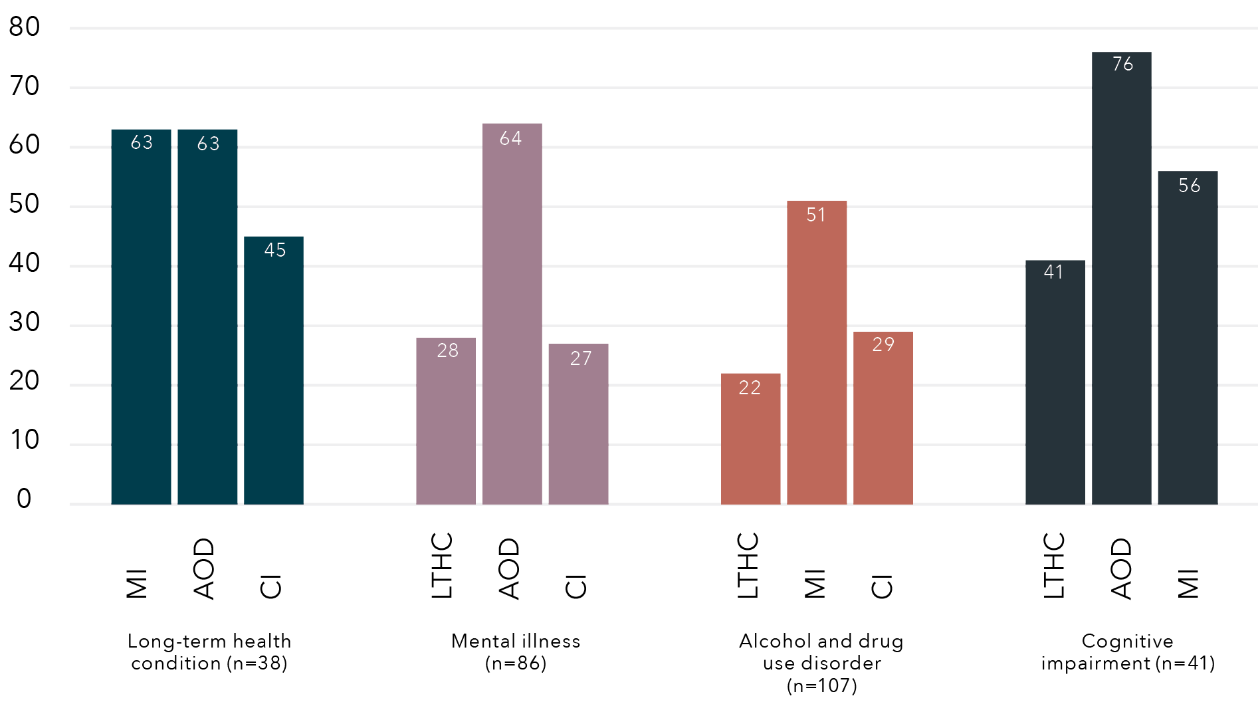 80
70
60
50
40
30
20
10
0
63
63
45
28
64
27
22
51
29
41
76
56
MI
AOD
CI
LTHC
AOD
CI
LTHC
MI
CI
LTHC
AOD
MI
Long-term health
condition (n=38)
Mental illness
(n=86)
Alcohol and drug
use disorder
(n=107)
Cognitive
impairment (n=41)